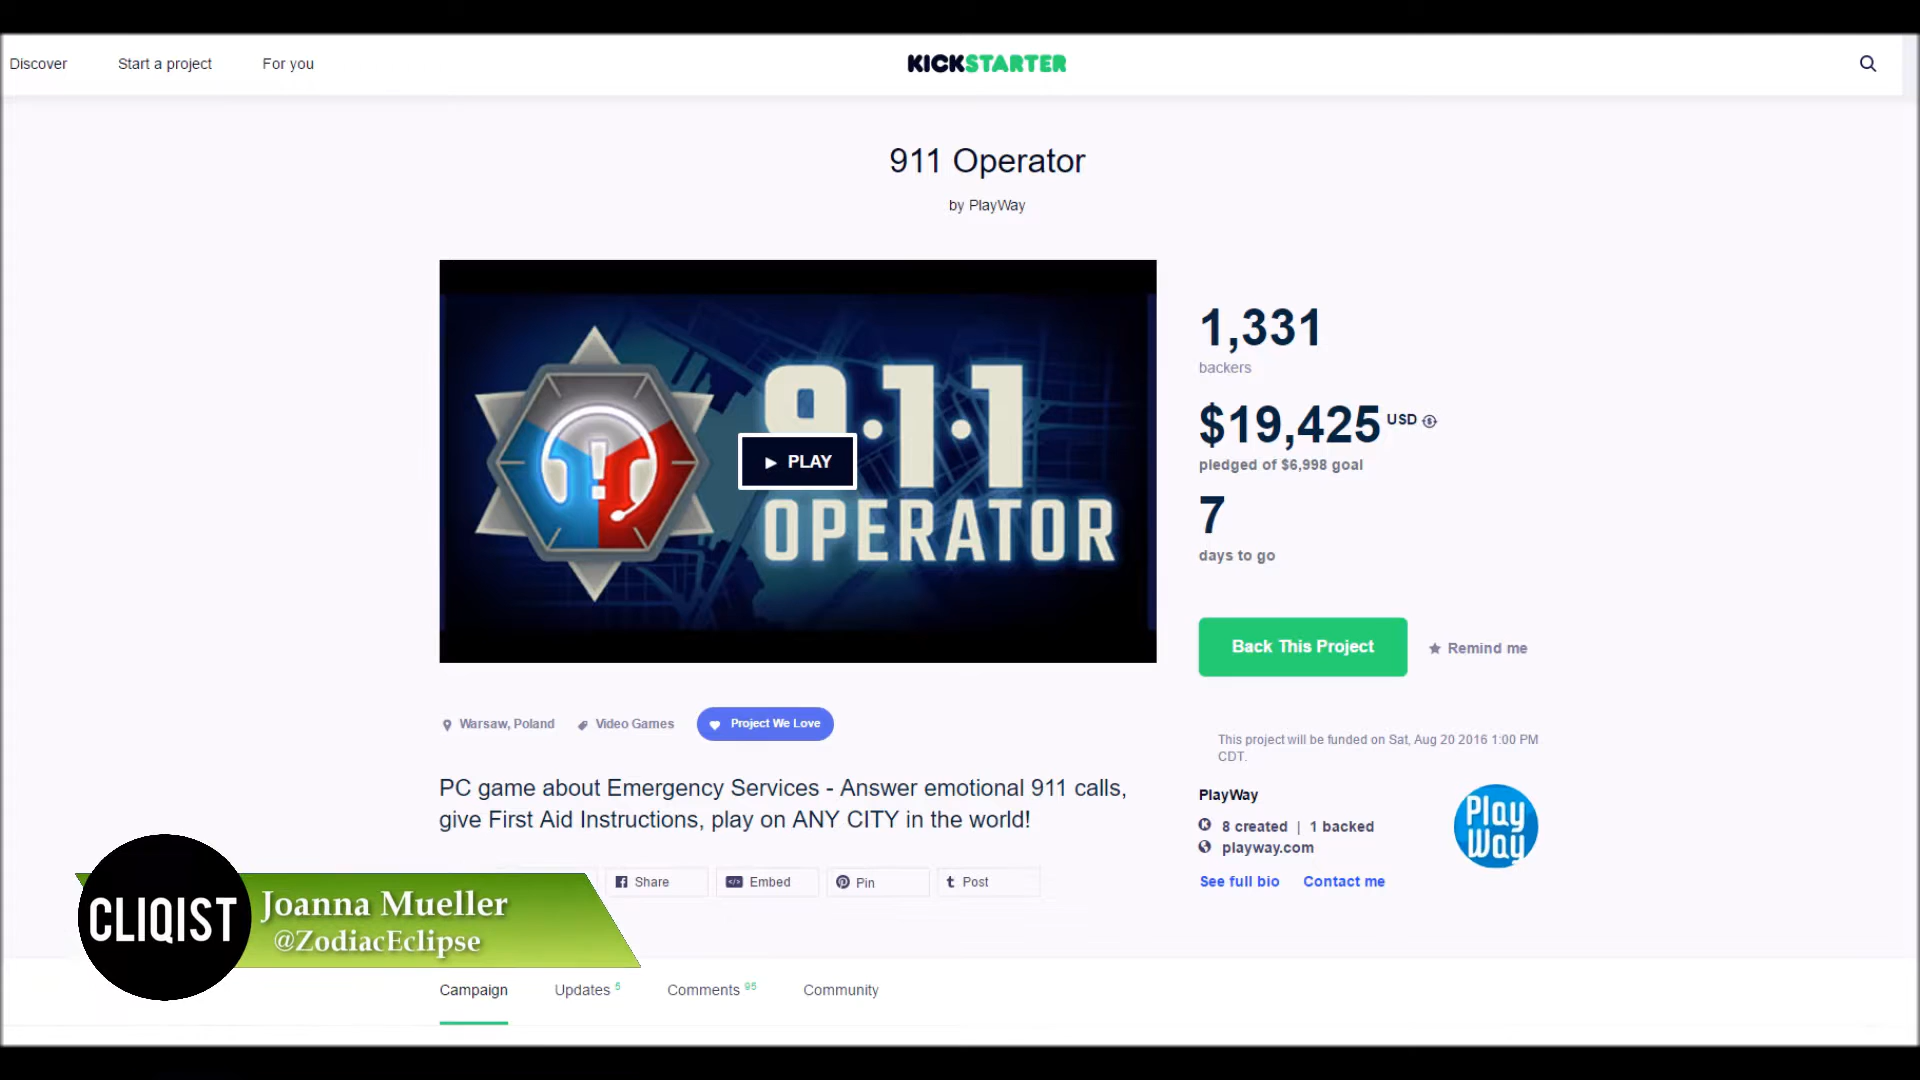 Discover
Start a project
For you
KICKSTARTER
911 Operator
by PlayWay
9·1·1
OPERATOR
PLAY
1,331
backers
$19,425 USD
pledged of $6,998 goal
7
days to go
Back This Project
Remind me
Warsaw, Poland
Video Games
Project We Love
This project will be funded on Sat, Aug 20 2016 1:00 PM
CDT.
PC game about Emergency Services - Answer emotional 911 calls,
give First Aid Instructions, play on ANY CITY in the world!
PlayWay
8 created | 1 backed
playway.com
See full bio
Contact me
Play
Way
Share
Embed
Pin
Post
CLIQIST
Joanna Mueller
@ZodiacEclipse
Campaign
Updates 5
Comments 95
Community